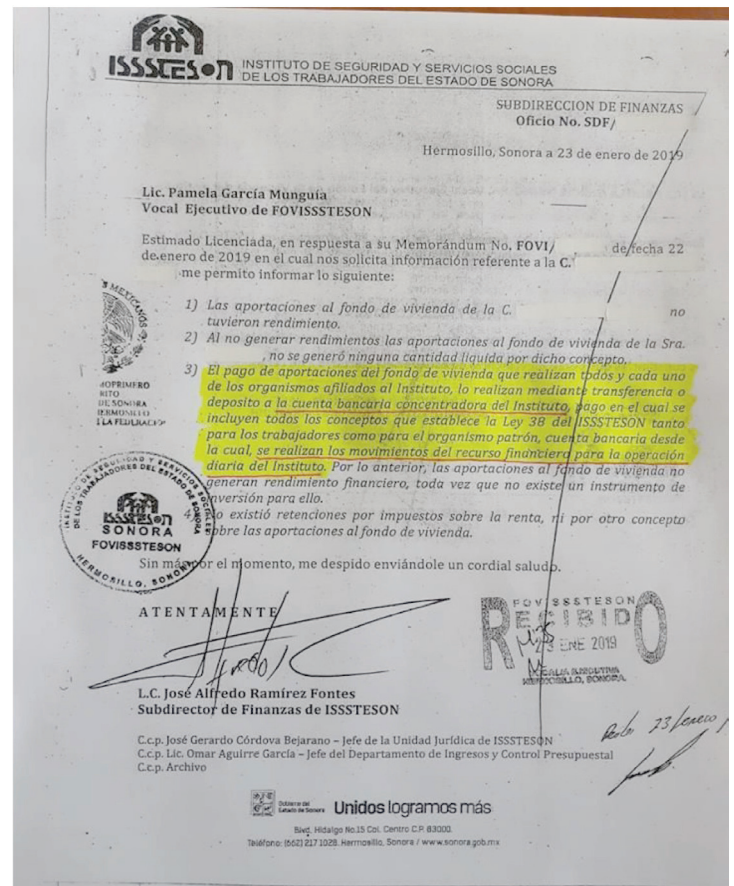 ISSSTESON
INSTITUTO DE SEGURIDAD Y SERVICIOS SOCIALES
DE LOS TRABAJADORES DEL ESTADO DE SONORA
SUBDIRECCION DE FINANZAS
Oficio No. SDF/
Hermosillo, Sonora a 23 de enero de 2019
Lic. Pamela García Munguía
Vocal Ejecutivo de FOVISSSTESON
Estimado Licenciada, en respuesta a su Memorándum No. FOVI/ de fecha 22
de enero de 2019 en el cual nos solicita información referente a la C.
me permito informar lo siguiente:
1) Las aportaciones al fondo de vivienda de la C. no
tuvieron rendimiento.
2) Al no generar rendimientos las aportaciones al fondo de vivienda de la Sra.
, no se generó ninguna cantidad liquida por dicho concepto.
3) El pago de aportaciones del fondo de vivienda que realizan todos y cada uno
de los organismos afiliados al Instituto, lo realizan mediante transferencia o
deposito a la cuenta bancaria concentradora del Instituto, pago en el cual se
incluyen todos los conceptos que establece la Ley 38 del ISSSTESON tanto
para los trabajadores como para el organismo patrón, cuenta bancaria desde
la cual, se realizan los movimientos del recurso financiero para la operación
diaria del Instituto. Por lo anterior, las aportaciones al fondo de vivienda no
generan rendimiento financiero, toda vez que no existe un instrumento de
inversión para ello.
No existió retenciones por impuestos sobre la renta, ni por otro concepto
sobre las aportaciones al fondo de vivienda.
Sin más por el momento, me despido enviándole un cordial saludo.
ISSSTESON
SONORA
FOVISSSTESON
HERMOSILLO, SONORA
ATENTAMENTE
FOVISSSTESON
RECIBIDO
23 ENE 2019
HERMOSILLO, SONORA.
L.C. José Alfredo Ramírez Fontes
Subdirector de Finanzas de ISSSTESON
23/enero
C.c.p. José Gerardo Córdova Bejarano – Jefe de la Unidad Jurídica de ISSSTESON
C.c.p. Lic. Omar Aguirre García – Jefe del Departamento de Ingresos y Control Presupuestal
C.c.p. Archivo
Gobierno del
Estado de Sonora
Unidos logramos más
Blvd. Hidalgo No.15 Col. Centro C.P. 83000.
Teléfono: (662) 217 1028. Hermosillo, Sonora / www.sonora.gob.mx